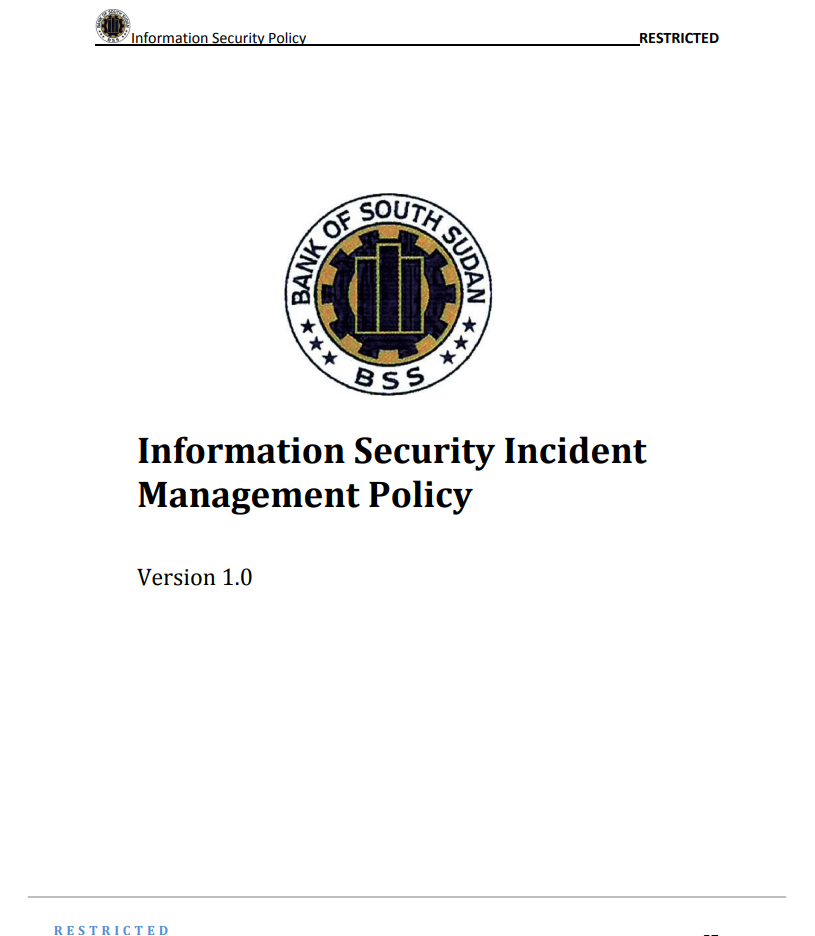 Information Security Policy RESTRICTED
BANK OF SOUTH SUDAN
BSS
Information Security Incident
Management Policy
Version 1.0
RESTRICTED